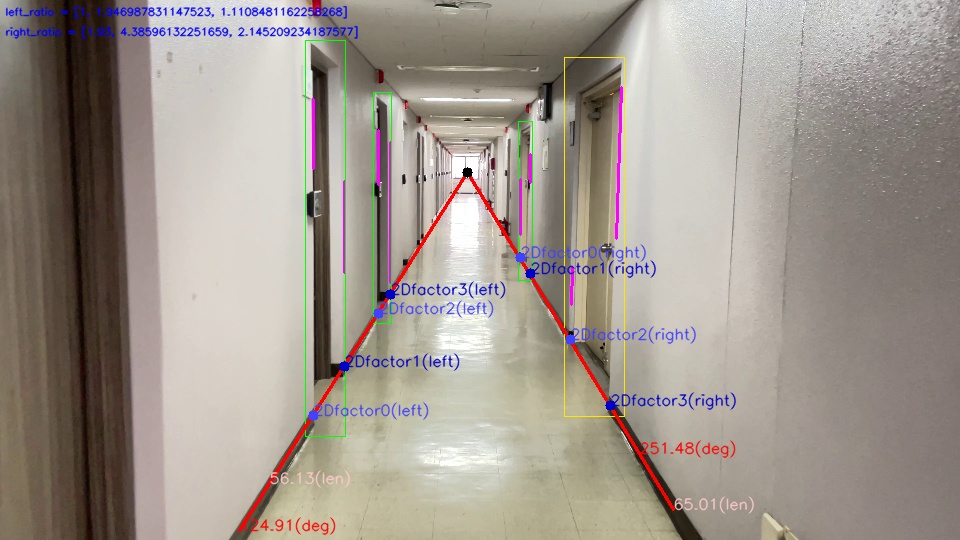 left_ratio = [1, 1.946987831147523, 1.1108481162258268]
right_ratio = [1.83, 4.38596132251659, 2.145209234187577]
2Dfactor0(right)
2Dfactor1(right)
2Dfactor3(left)
2Dfactor2(left)
2Dfactor2(right)
2Dfactor1(left)
2Dfactor3(right)
2Dfactor0(left)
251.48(deg)
56.13(len)
65.01(len)
24.91(deg)